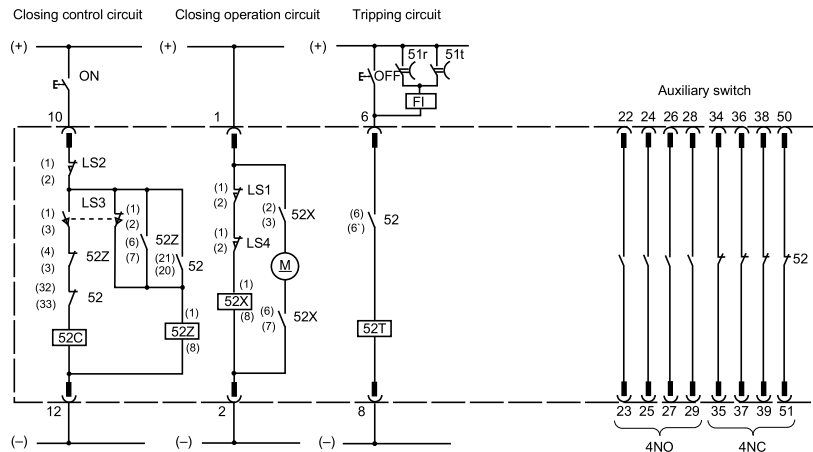 Closing control circuit Closing operation circuit Tripping circuit
(+) (+) (+)
51r 51t
ON OFF
FI
Auxiliary switch
10 1 6 22 24 26 28 34 36 38 50
(1) LS2
(2)
LS3
(1)
(3)
(1)
(2)
(4) 52Z
(3)
(6) 52Z
(7)
(21) 52
(20)
(32) 52
(33)
52C
(1)
52Z
(8)
(1) LS1
(2)
(2) 52X
(3)
(1) LS4
(2)
M
(1)
52X
(8)
(6) 52X
(7)
(6) 52
(6`)
52T
52
12 2 8 23 25 27 29 35 37 39 51
(–) (–) (–)
4NO 4NC